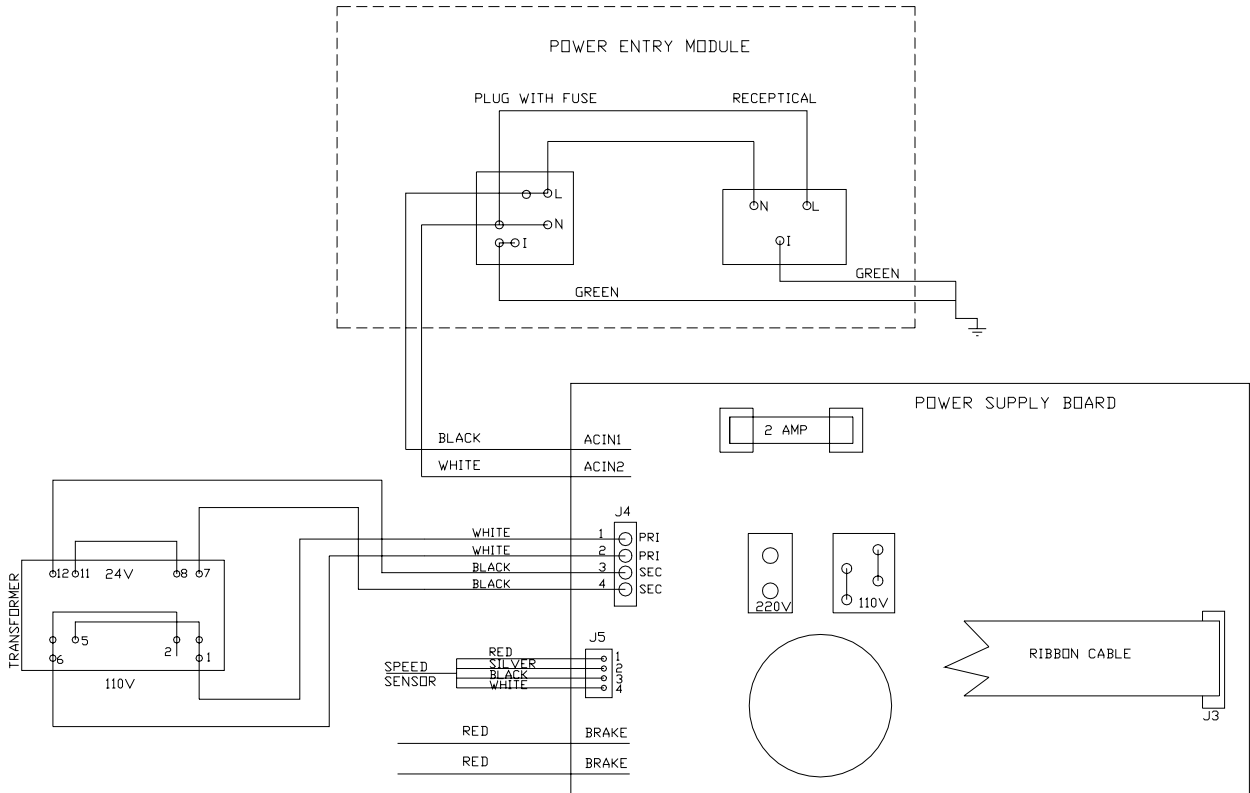 POWER ENTRY MODULE
PLUG WITH FUSE
RECEPTICAL
L
N
I
N
L
I
GREEN
GREEN
POWER SUPPLY BOARD
2 AMP
BLACK
ACIN1
WHITE
ACIN2
J4
WHITE
1
PRI
WHITE
2
PRI
BLACK
3
SEC
BLACK
4
SEC
TRANSFORMER
12
11
24V
8
7
5
2
6
1
110V
220V
110V
J5
SPEED
SENSOR
RED
1
SILVER
2
BLACK
3
WHITE
4
RIBBON CABLE
J3
RED
BRAKE
RED
BRAKE